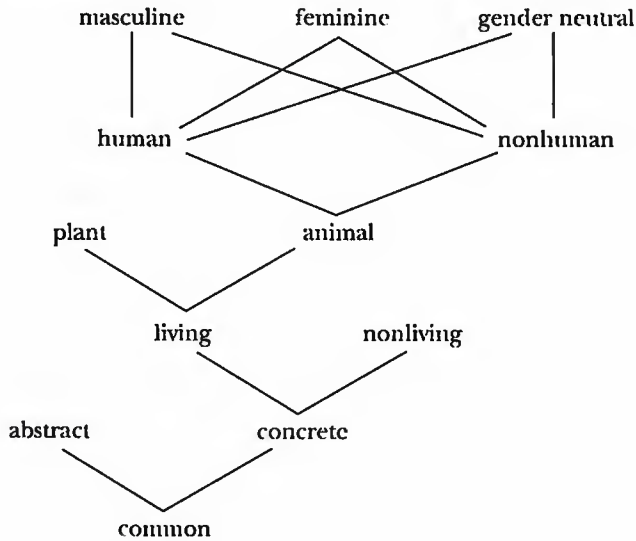 masculine feminine gender neutral
human nonhuman
plant animal
living nonliving
abstract concrete
common